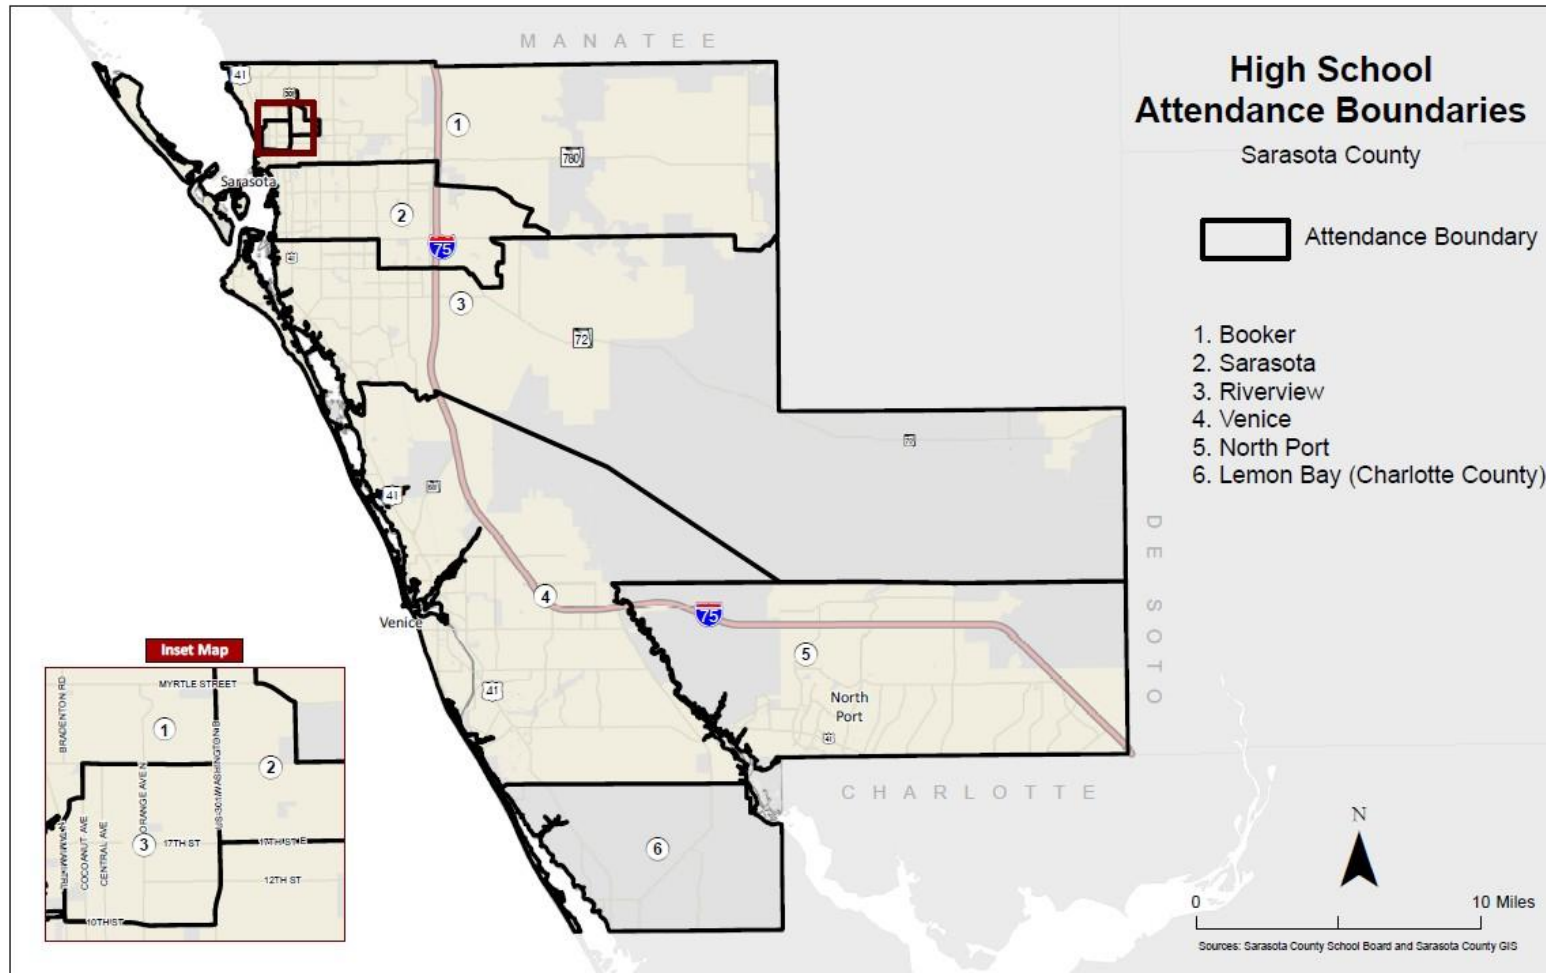 MANATEE
High School
Attendance Boundaries
Sarasota County
Attendance Boundary
1. Booker
2. Sarasota
3. Riverview
4. Venice
5. North Port
6. Lemon Bay (Charlotte County)
41
301
1
780
Sarasota
2
75
41
3
72
72
41
681
DE SOTO
4
Venice
75
5
41
North
Port
41
CHARLOTTE
6
Inset Map
MYRTLE STREET
BRADENTON RD
1
2
ORANGE AVE N
COCOANUT AVE
CENTRAL AVE
3
17TH ST
12TH ST
10TH ST
N
0
10 Miles
Sources: Sarasota County School Board and Sarasota County GIS